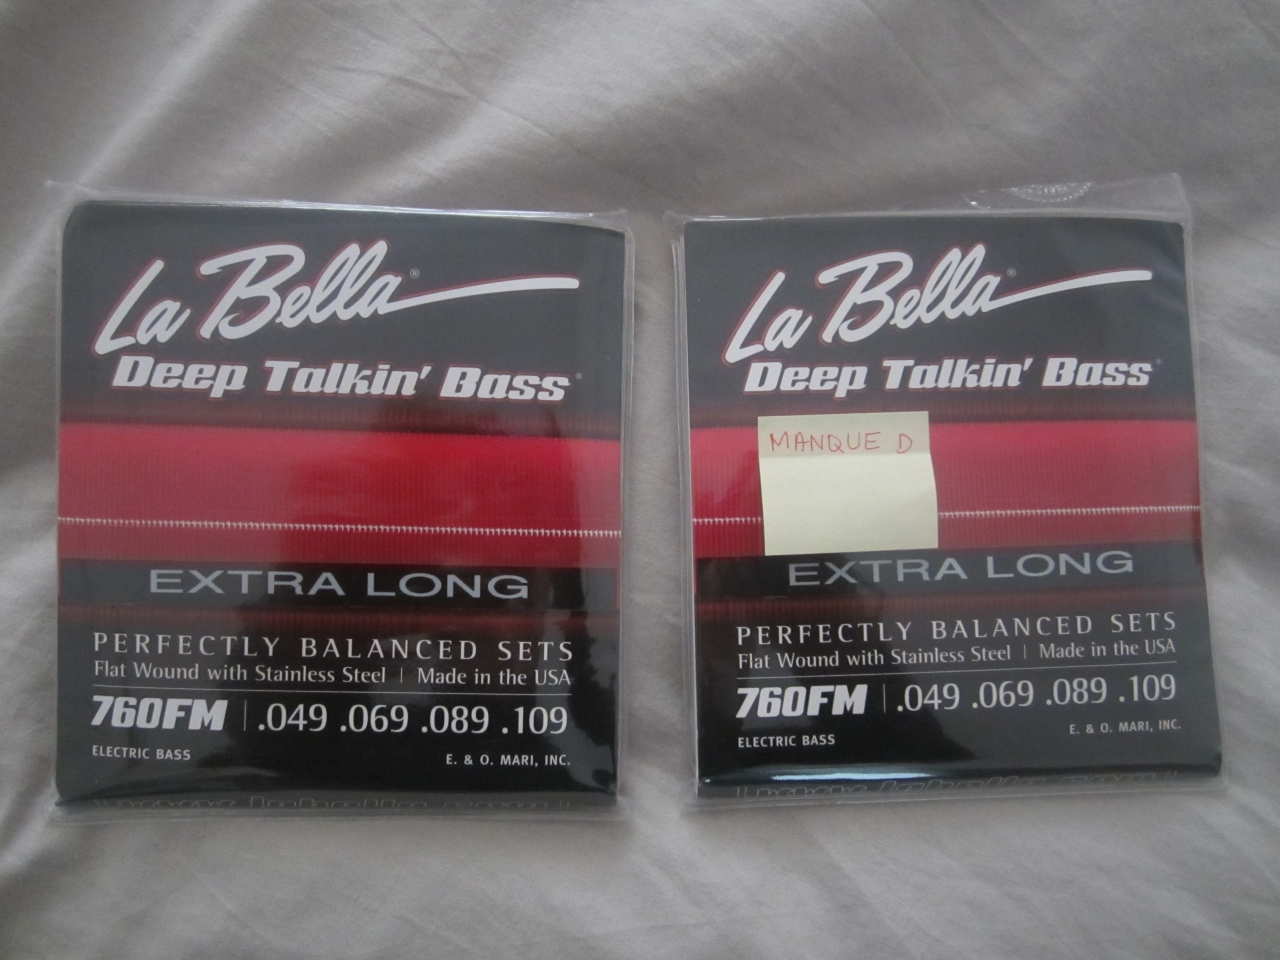 La Bella®
Deep Talkin' Bass®
EXTRA LONG
PERFECTLY BALANCED SETS
Flat Wound with Stainless Steel | Made in the USA
760FM | .049 .069 .089 .109
ELECTRIC BASS
E. & O. MARI, INC.
La Bella®
Deep Talkin' Bass®
MANQUE D
EXTRA LONG
PERFECTLY BALANCED SETS
Flat Wound with Stainless Steel | Made in the USA
760FM | .049 .069 .089 .109
ELECTRIC BASS
E. & O. MARI, INC.